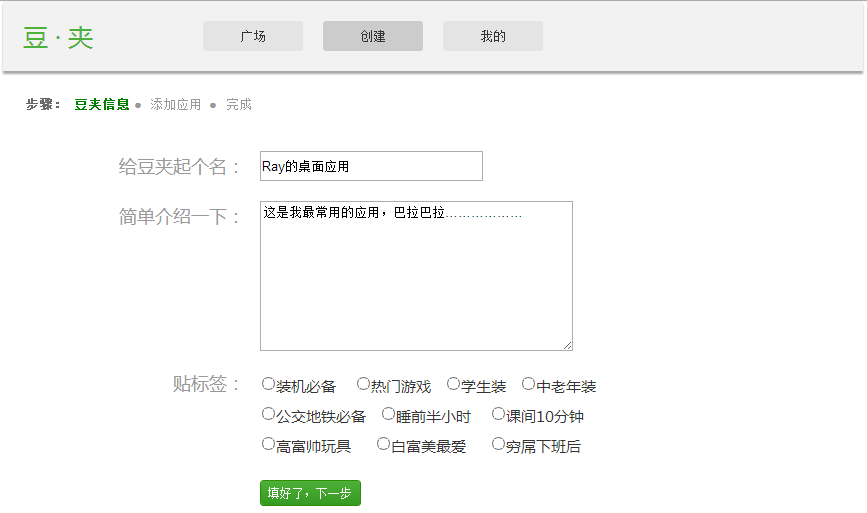 豆·夹 广场 创建 我的
步骤： 豆夹信息 ● 添加应用 ● 完成
给豆夹起个名： Ray的桌面应用
简单介绍一下： 这是我最常用的应用，巴拉巴拉………………
贴标签： 装机必备 热门游戏 学生装 中老年装
公交地铁必备 睡前半小时 课间10分钟
高富帅玩具 白富美最爱 穷屌下班后
填好了，下一步